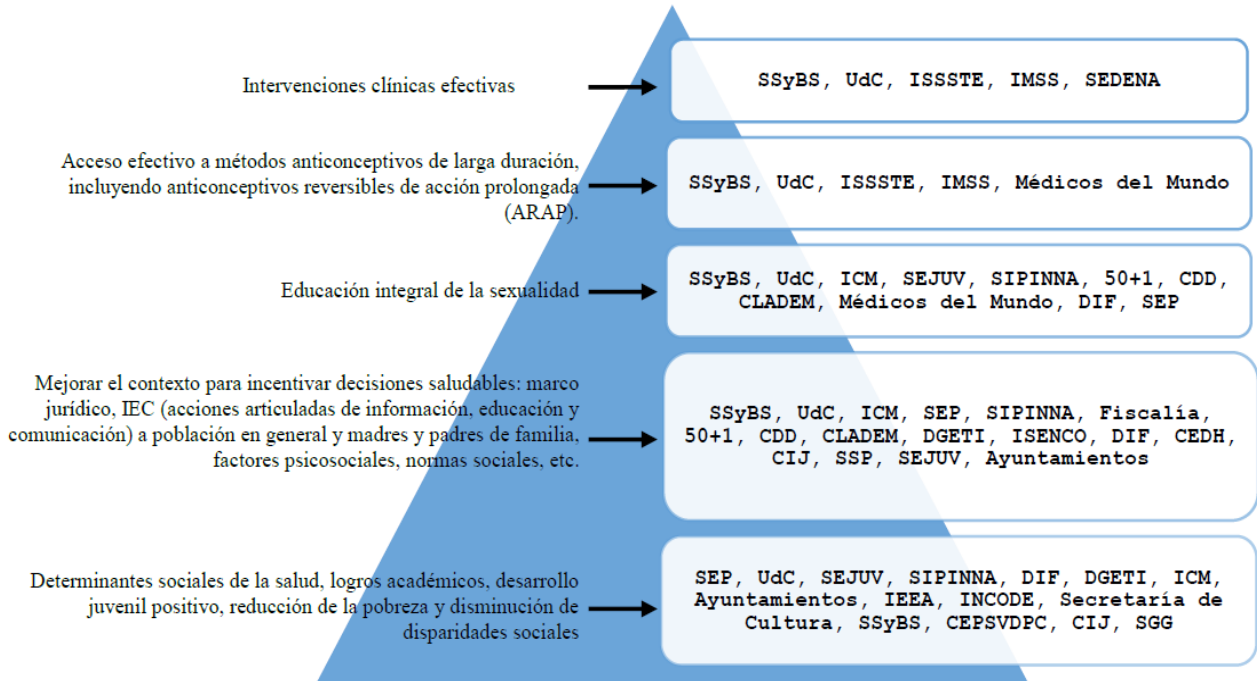 Intervenciones clínicas efectivas
SSyBS, UdC, ISSSTE, IMSS, SEDENA
Acceso efectivo a métodos anticonceptivos de larga duración,
incluyendo anticonceptivos reversibles de acción prolongada
(ARAP).
SSyBS, UdC, ISSSTE, IMSS, Médicos del Mundo
Educación integral de la sexualidad
SSyBS, UdC, ICM, SEJUV, SIPINNA, 50+1, CDD,
CLADEM, Médicos del Mundo, DIF, SEP
Mejorar el contexto para incentivar decisiones saludables: marco
jurídico, IEC (acciones articuladas de información, educación y
comunicación) a población en general y madres y padres de familia,
factores psicosociales, normas sociales, etc.
SSyBS, UdC, ICM, SEP, SIPINNA, Fiscalía,
50+1, CDD, CLADEM, DGETI, ISENCO, DIF, CEDH,
CIJ, SSP, SEJUV, Ayuntamientos
Determinantes sociales de la salud, logros académicos, desarrollo
juvenil positivo, reducción de la pobreza y disminución de
disparidades sociales
SEP, UdC, SEJUV, SIPINNA, DIF, DGETI, ICM,
Ayuntamientos, IEEA, INCODE, Secretaría de
Cultura, SSyBS, CEPSVDPC, CIJ, SGG